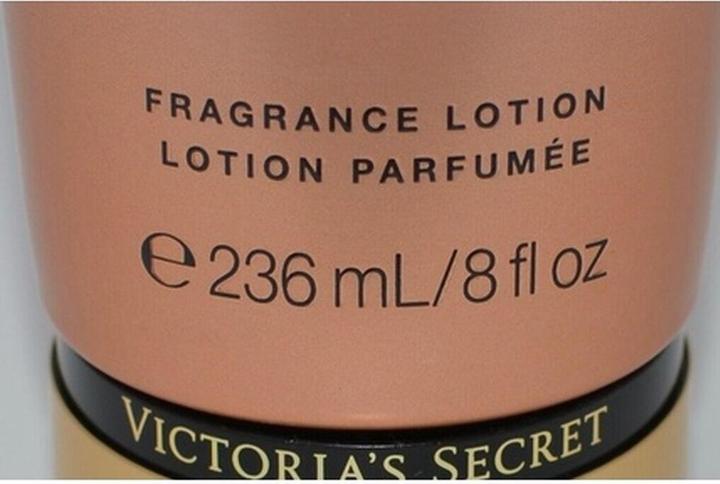 FRAGRANCE LOTION
LOTION PARFUMÉE
℮ 236 mL/8 fl oz
VICTORIA'S SECRET